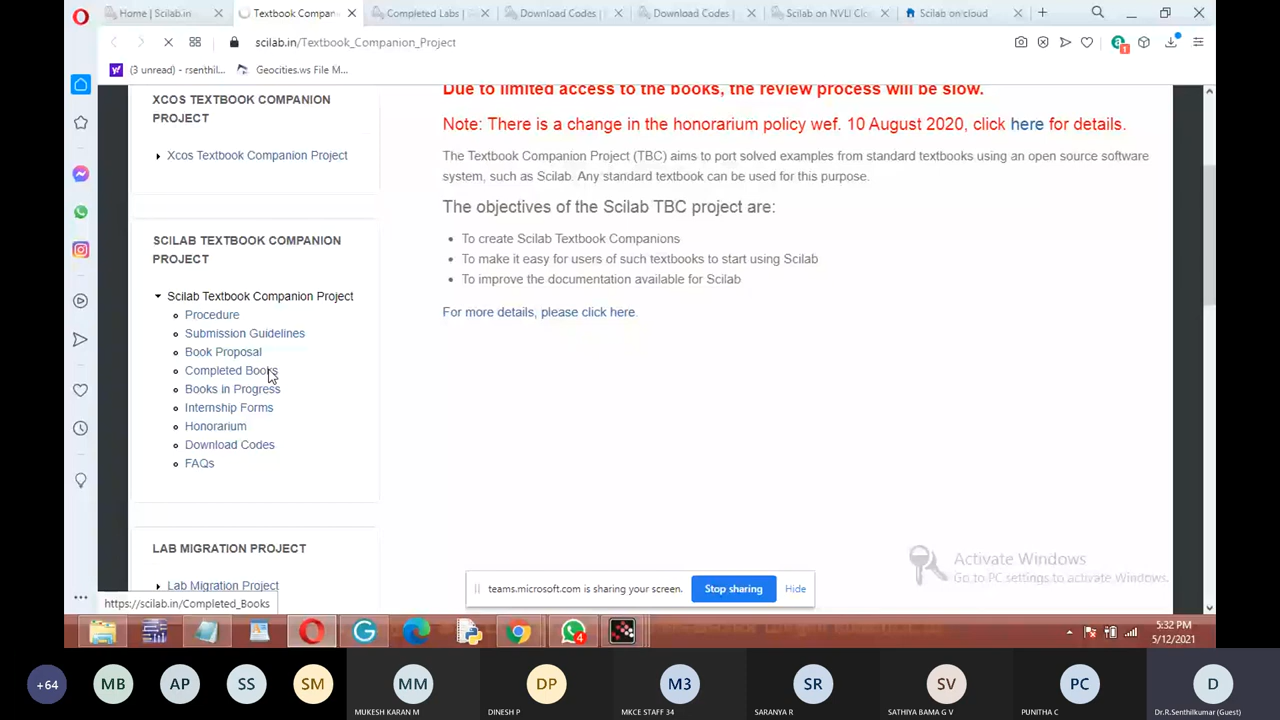 Home | Scilab.in
Textbook Compan
Completed Labs |
Download Codes |
Download Codes |
Scilab on NVLI Clo
Scilab on cloud
scilab.in/Textbook_Companion_Project
(3 unread) - rsenthil
Geocities.ws File M...
XCOS TEXTBOOK COMPANION
PROJECT
Xcos Textbook Companion Project
SCILAB TEXTBOOK COMPANION
PROJECT
Scilab Textbook Companion Project
Procedure
Submission Guidelines
Book Proposal
Completed Books
Books in Progress
Internship Forms
Honorarium
Download Codes
FAQs
LAB MIGRATION PROJECT
Lab Migration Project
https://scilab.in/Completed_Books
Due to limited access to the books, the review process will be slow.
Note: There is a change in the honorarium policy wef. 10 August 2020, click here for details.
The Textbook Companion Project (TBC) aims to port solved examples from standard textbooks using an open source software
system, such as Scilab. Any standard textbook can be used for this purpose.
The objectives of the Scilab TBC project are:
To create Scilab Textbook Companions
To make it easy for users of such textbooks to start using Scilab
To improve the documentation available for Scilab
For more details, please click here.
Activate Windows
Go to PC settings to activate Windows.
teams.microsoft.com is sharing your screen.
Stop sharing
Hide
5:32 PM
5/12/2021
+64
MB
AP
SS
SM
MM
MUKESH KARAN M
DP
DINESH P
M3
MKCE STAFF 34
SR
SARANYA R
SV
SATHIYA BAMA G V
PC
PUNITHA C
D
Dr.R.Senthilkumar (Guest)